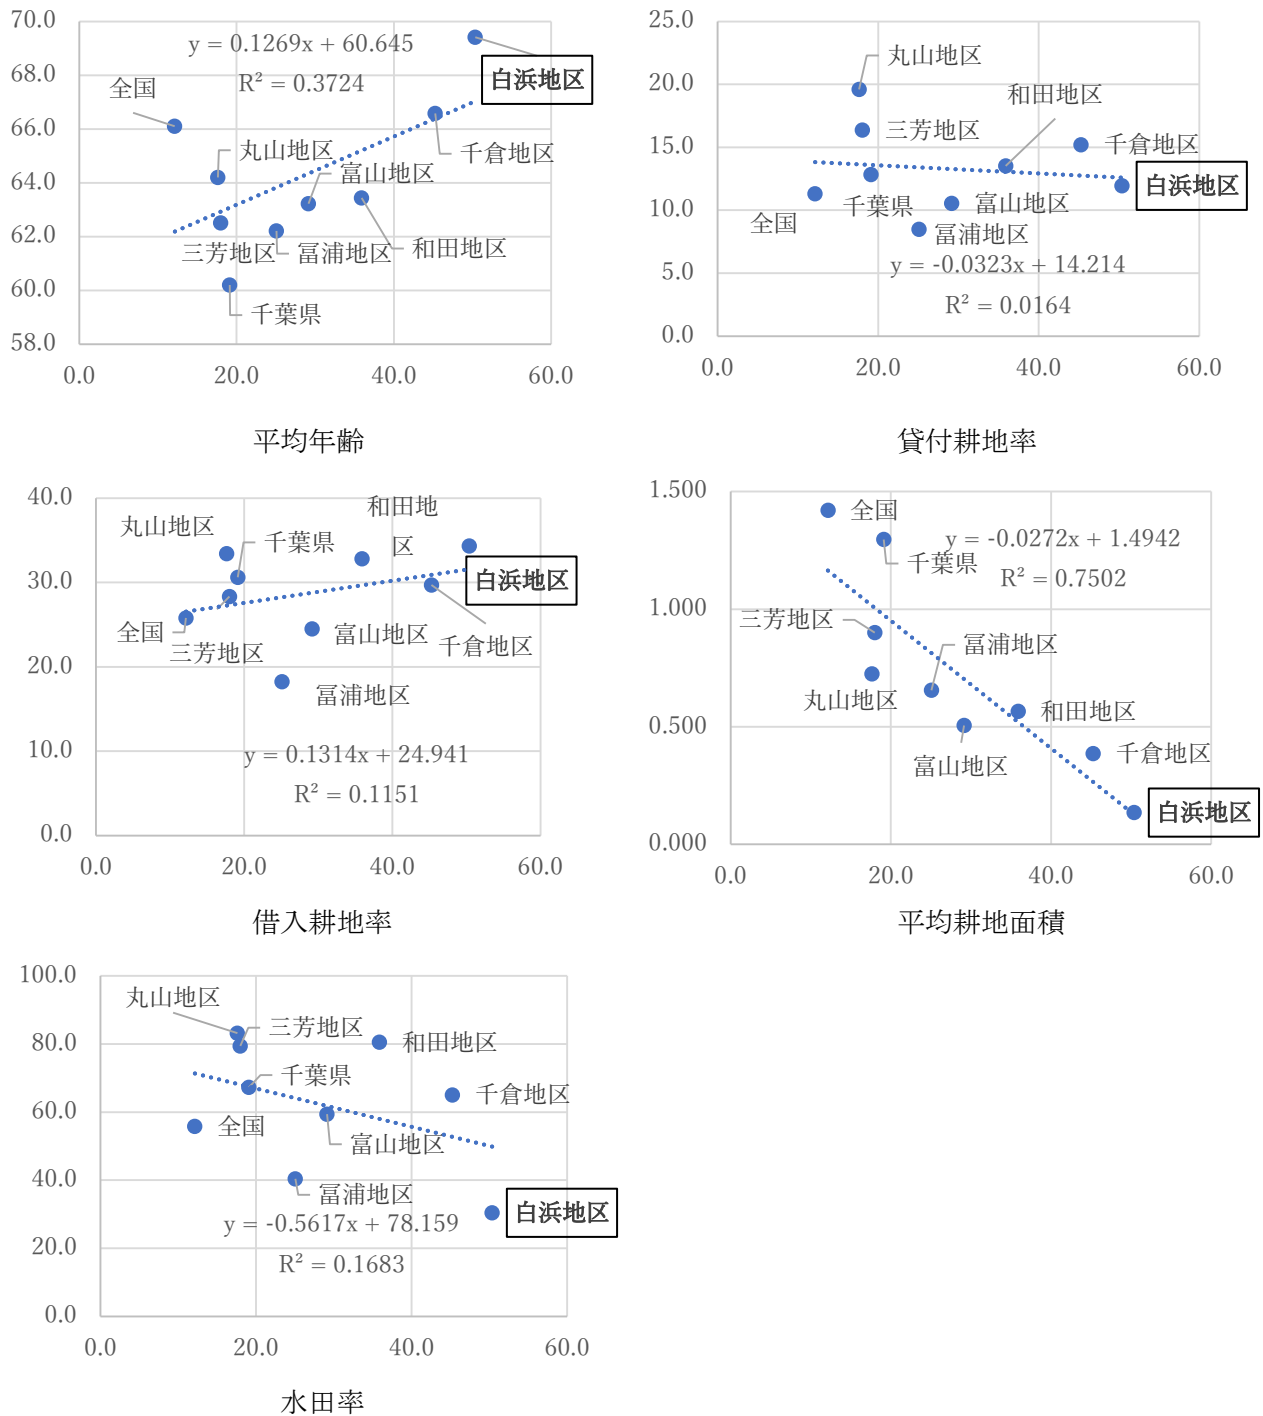 70.0
68.0
66.0
64.0
62.0
60.0
58.0
0.0
20.0
40.0
60.0
y = 0.1269x + 60.645
R² = 0.3724
全国
白浜地区
丸山地区
千倉地区
富山地区
三芳地区
冨浦地区
和田地区
千葉県
平均年齢
25.0
20.0
15.0
10.0
5.0
0.0
0.0
20.0
40.0
60.0
丸山地区
和田地区
三芳地区
千倉地区
白浜地区
全国
千葉県
富山地区
冨浦地区
y = -0.0323x + 14.214
R² = 0.0164
貸付耕地率
40.0
30.0
20.0
10.0
0.0
0.0
20.0
40.0
60.0
和田地
区
丸山地区
千葉県
白浜地区
全国
三芳地区
富山地区
千倉地区
冨浦地区
y = 0.1314x + 24.941
R² = 0.1151
借入耕地率
1.500
1.000
0.500
0.000
0.0
20.0
40.0
60.0
全国
y = -0.0272x + 1.4942
千葉県
R² = 0.7502
三芳地区
冨浦地区
丸山地区
和田地区
富山地区
千倉地区
白浜地区
平均耕地面積
100.0
80.0
60.0
40.0
20.0
0.0
0.0
20.0
40.0
60.0
丸山地区
三芳地区
和田地区
千葉県
千倉地区
全国
富山地区
冨浦地区
白浜地区
y = -0.5617x + 78.159
R² = 0.1683
水田率